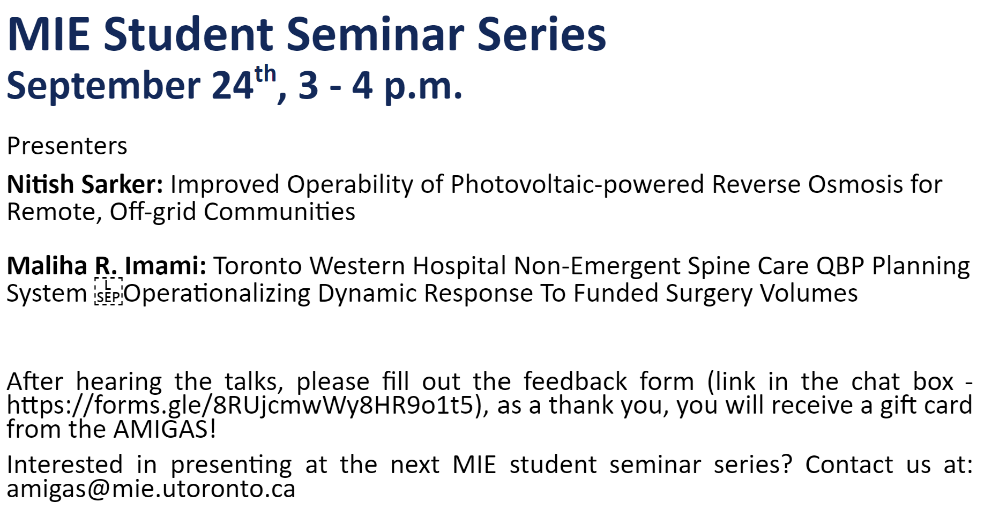 MIE Student Seminar Series
September 24th, 3 - 4 p.m.
Presenters
Nitish Sarker: Improved Operability of Photovoltaic-powered Reverse Osmosis for
Remote, Off-grid Communities
Maliha R. Imami: Toronto Western Hospital Non-Emergent Spine Care QBP Planning
System L SEP Operationalizing Dynamic Response To Funded Surgery Volumes
After hearing the talks, please fill out the feedback form (link in the chat box -
https://forms.gle/8RUjcmwWy8HR9o1t5), as a thank you, you will receive a gift card
from the AMIGAS!
Interested in presenting at the next MIE student seminar series? Contact us at:
amigas@mie.utoronto.ca